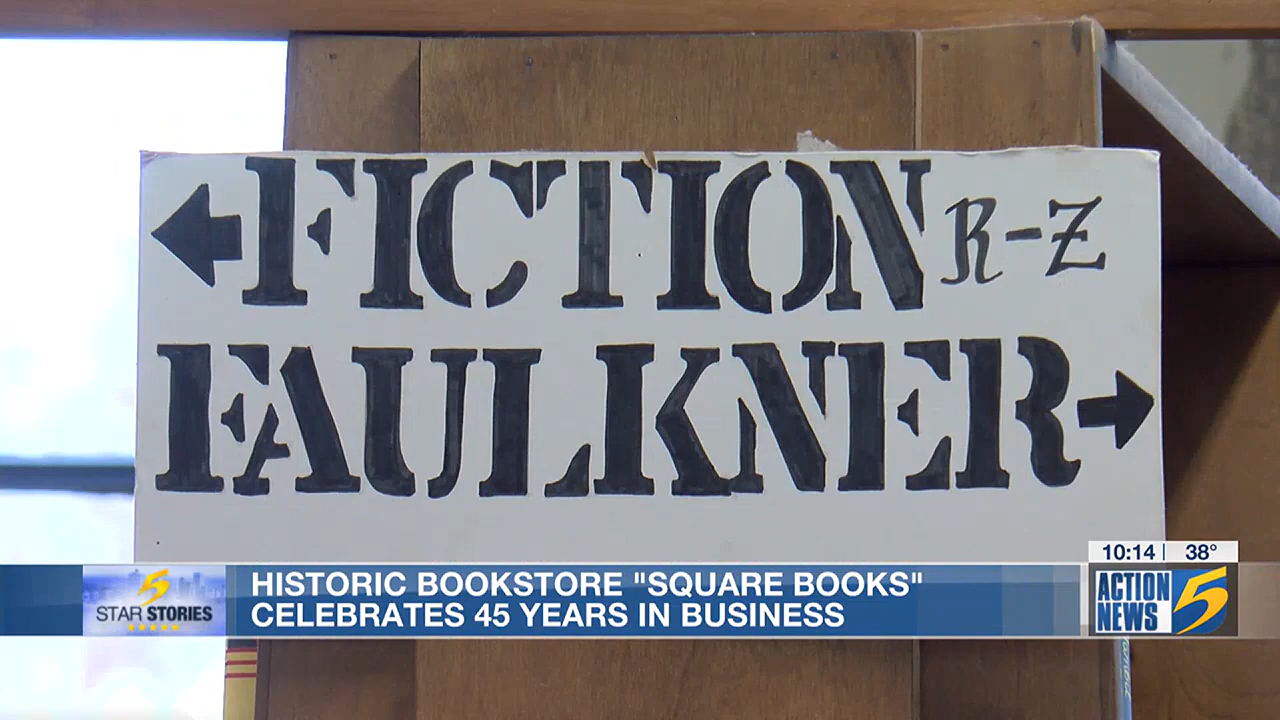 FICTION R-Z
FAULKNER
10:14 | 38°
5
STAR STORIES
HISTORIC BOOKSTORE "SQUARE BOOKS"
CELEBRATES 45 YEARS IN BUSINESS
ACTION
NEWS 5